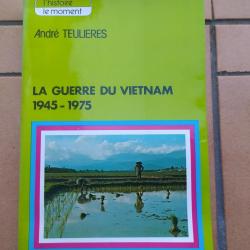 l'histoire
le moment
André TEULIERES
LA GUERRE DU VIETNAM
1945-1975